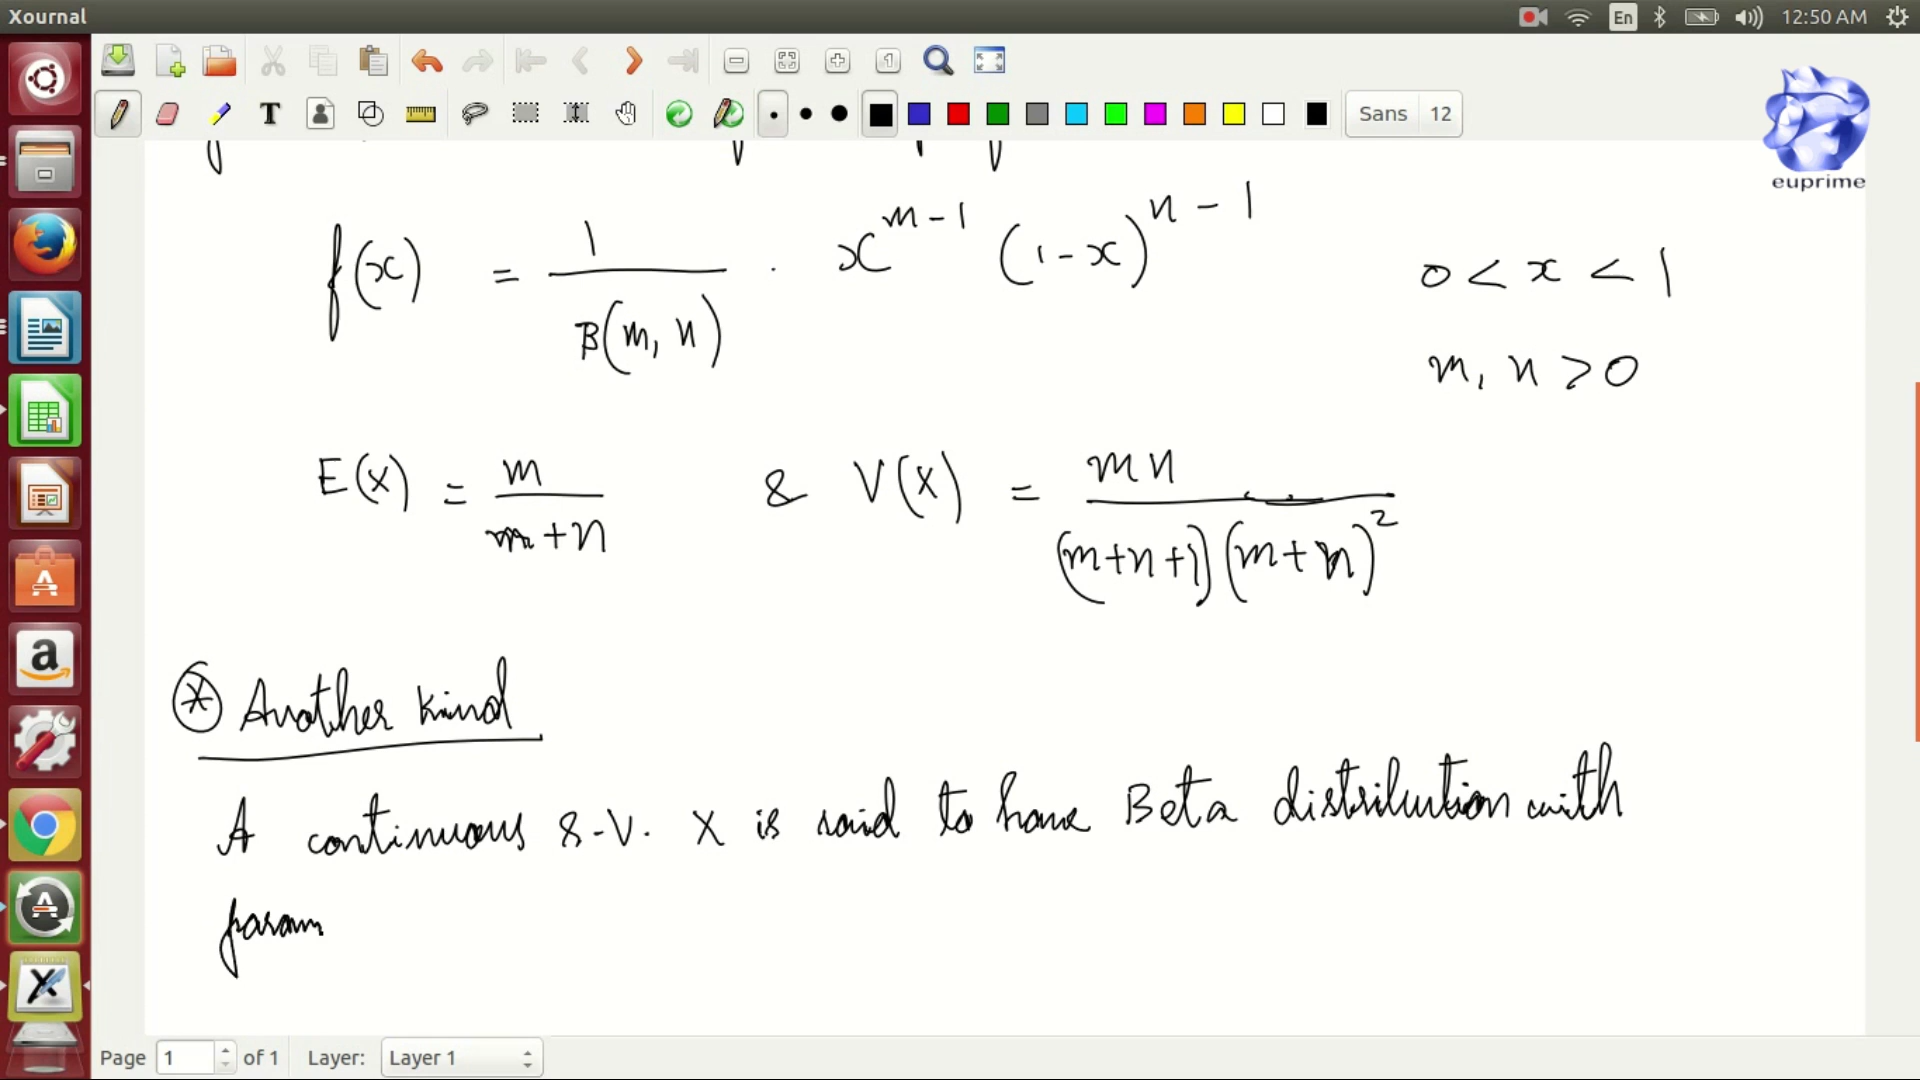 Xournal
En
12:50 AM
Sans 12
euprime
f(x) = 1 / B(m, n) . x^{m-1} (1-x)^{n-1} 0 < x < 1
m, n > 0
E(X) = m / m+n & V(X) = mn / (m+n+1)(m+n)^2
* Another kind
A continuous r.v. X is said to have Beta distribution with
param
Page 1 of 1 Layer: Layer 1